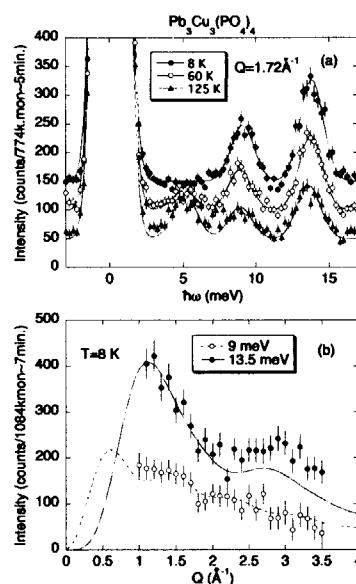 Pb₃Cu₃(PO₄)₄
Intensity (counts/774k.mon~5min.)
400
350
300
250
200
150
100
50
0
8 K
60 K
125 K
(a)
Q=1.72Å⁻¹
0 5 10 15
ħω (meV)
Intensity (counts/1084kmon~7min.)
500
400
300
200
100
0
T=8 K
9 meV
13.5 meV
(b)
0 0.5 1 1.5 2 2.5 3 3.5
Q (Å⁻¹)